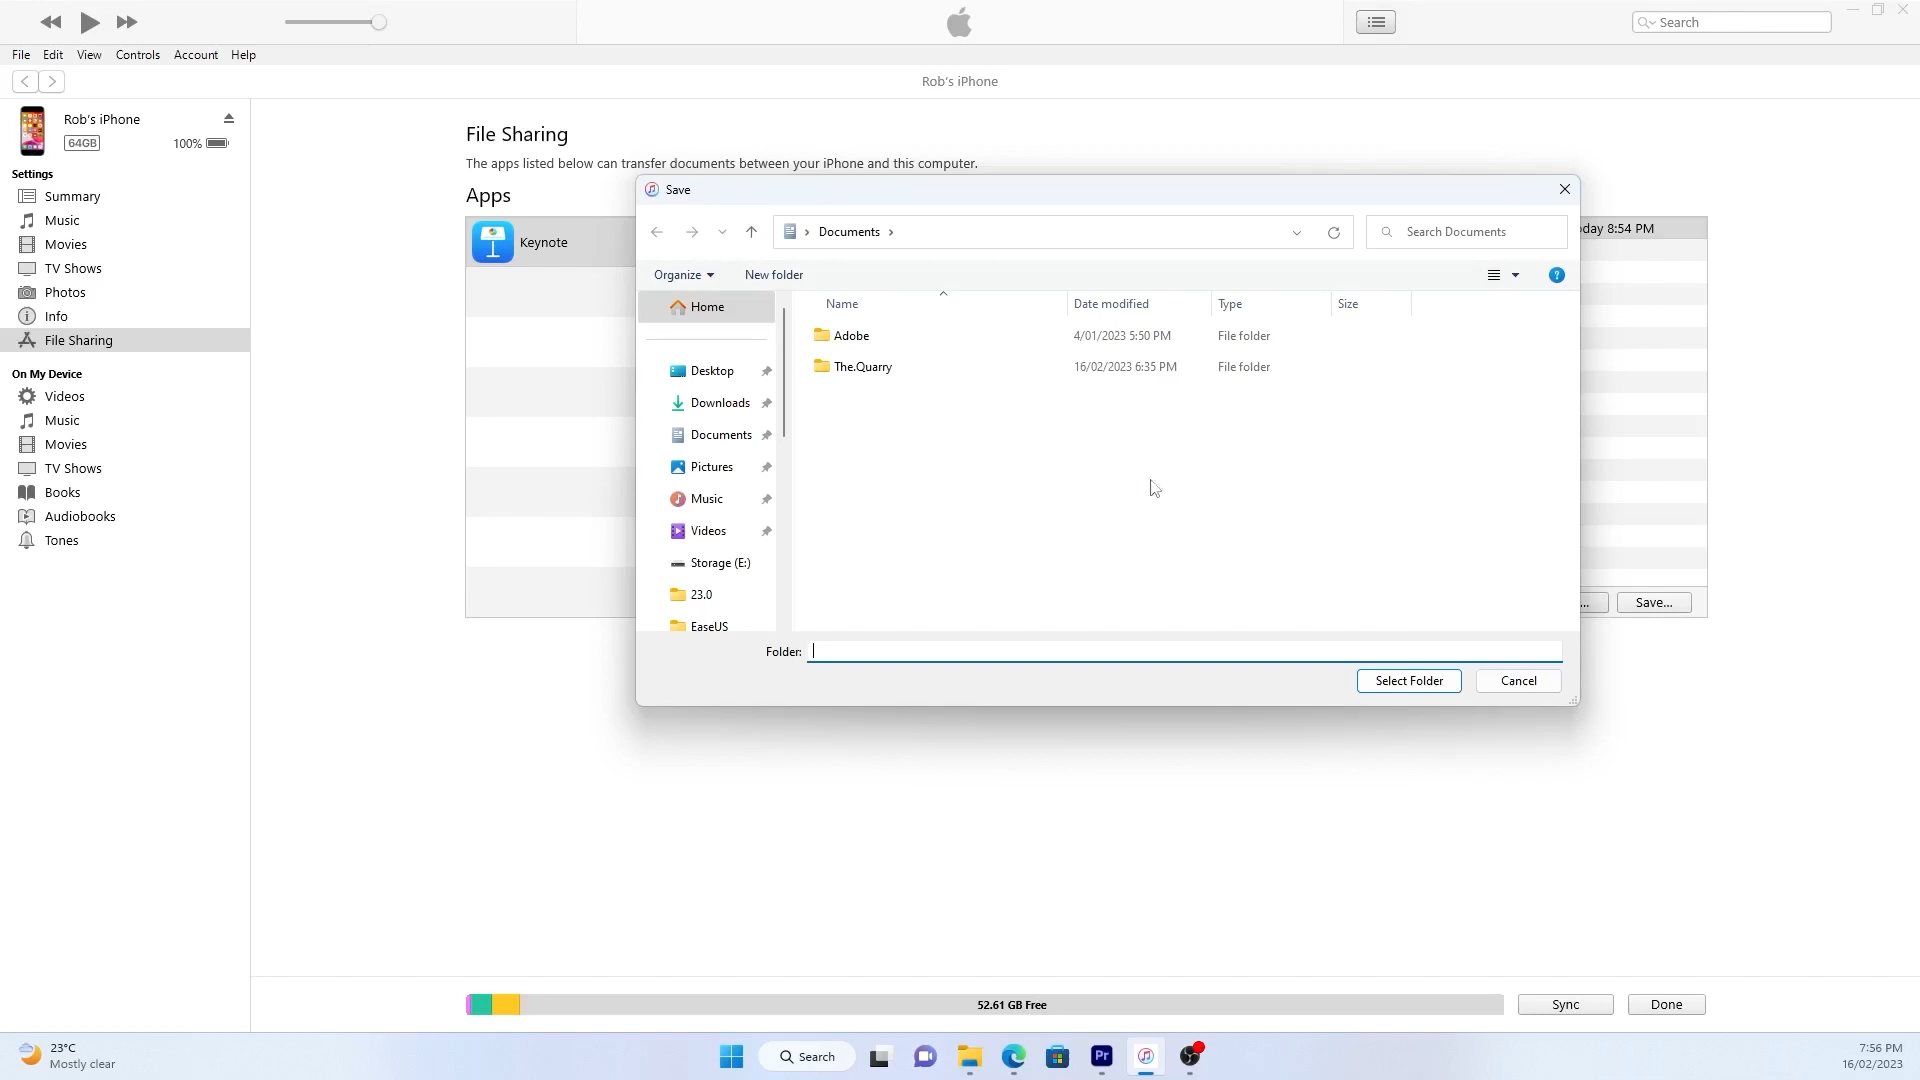 Search
File Edit View Controls Account Help
Rob's iPhone
Rob's iPhone
64GB 100%
Settings
Summary
Music
Movies
TV Shows
Photos
Info
File Sharing
On My Device
Videos
Music
Movies
TV Shows
Books
Audiobooks
Tones
File Sharing
The apps listed below can transfer documents between your iPhone and this computer.
Apps
Keynote
oday 8:54 PM
... Save...
Save
Documents
Search Documents
Organize New folder
?
Home
Desktop
Downloads
Documents
Pictures
Music
Videos
Storage (E:)
23.0
EaseUS
Name Date modified Type Size
Adobe 4/01/2023 5:50 PM File folder
The.Quarry 16/02/2023 6:35 PM File folder
Folder:
Select Folder Cancel
52.61 GB Free Sync Done
23°C
Mostly clear
Search
Pr
7:56 PM
16/02/2023